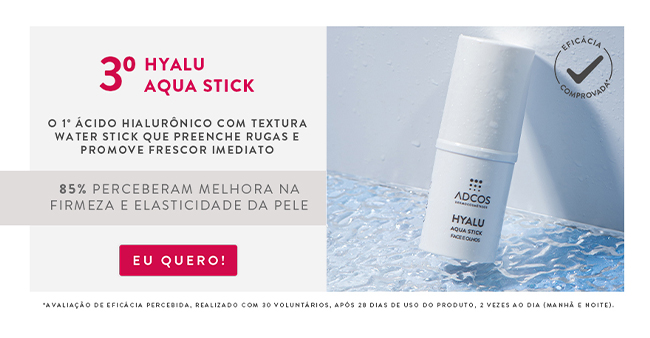 3º HYALU
AQUA STICK
O 1º ÁCIDO HIALURÔNICO COM TEXTURA
WATER STICK QUE PREENCHE RUGAS E
PROMOVE FRESCOR IMEDIATO
85% PERCEBERAM MELHORA NA
FIRMEZA E ELASTICIDADE DA PELE
EU QUERO!
EFICÁCIA
COMPROVADA*
ADCOS
DERMOCOSMÉTICOS
HYALU
AQUA STICK
FACE E OLHOS
*AVALIAÇÃO DE EFICÁCIA PERCEBIDA, REALIZADO COM 30 VOLUNTÁRIOS, APÓS 28 DIAS DE USO DO PRODUTO, 2 VEZES AO DIA (MANHÃ E NOITE).